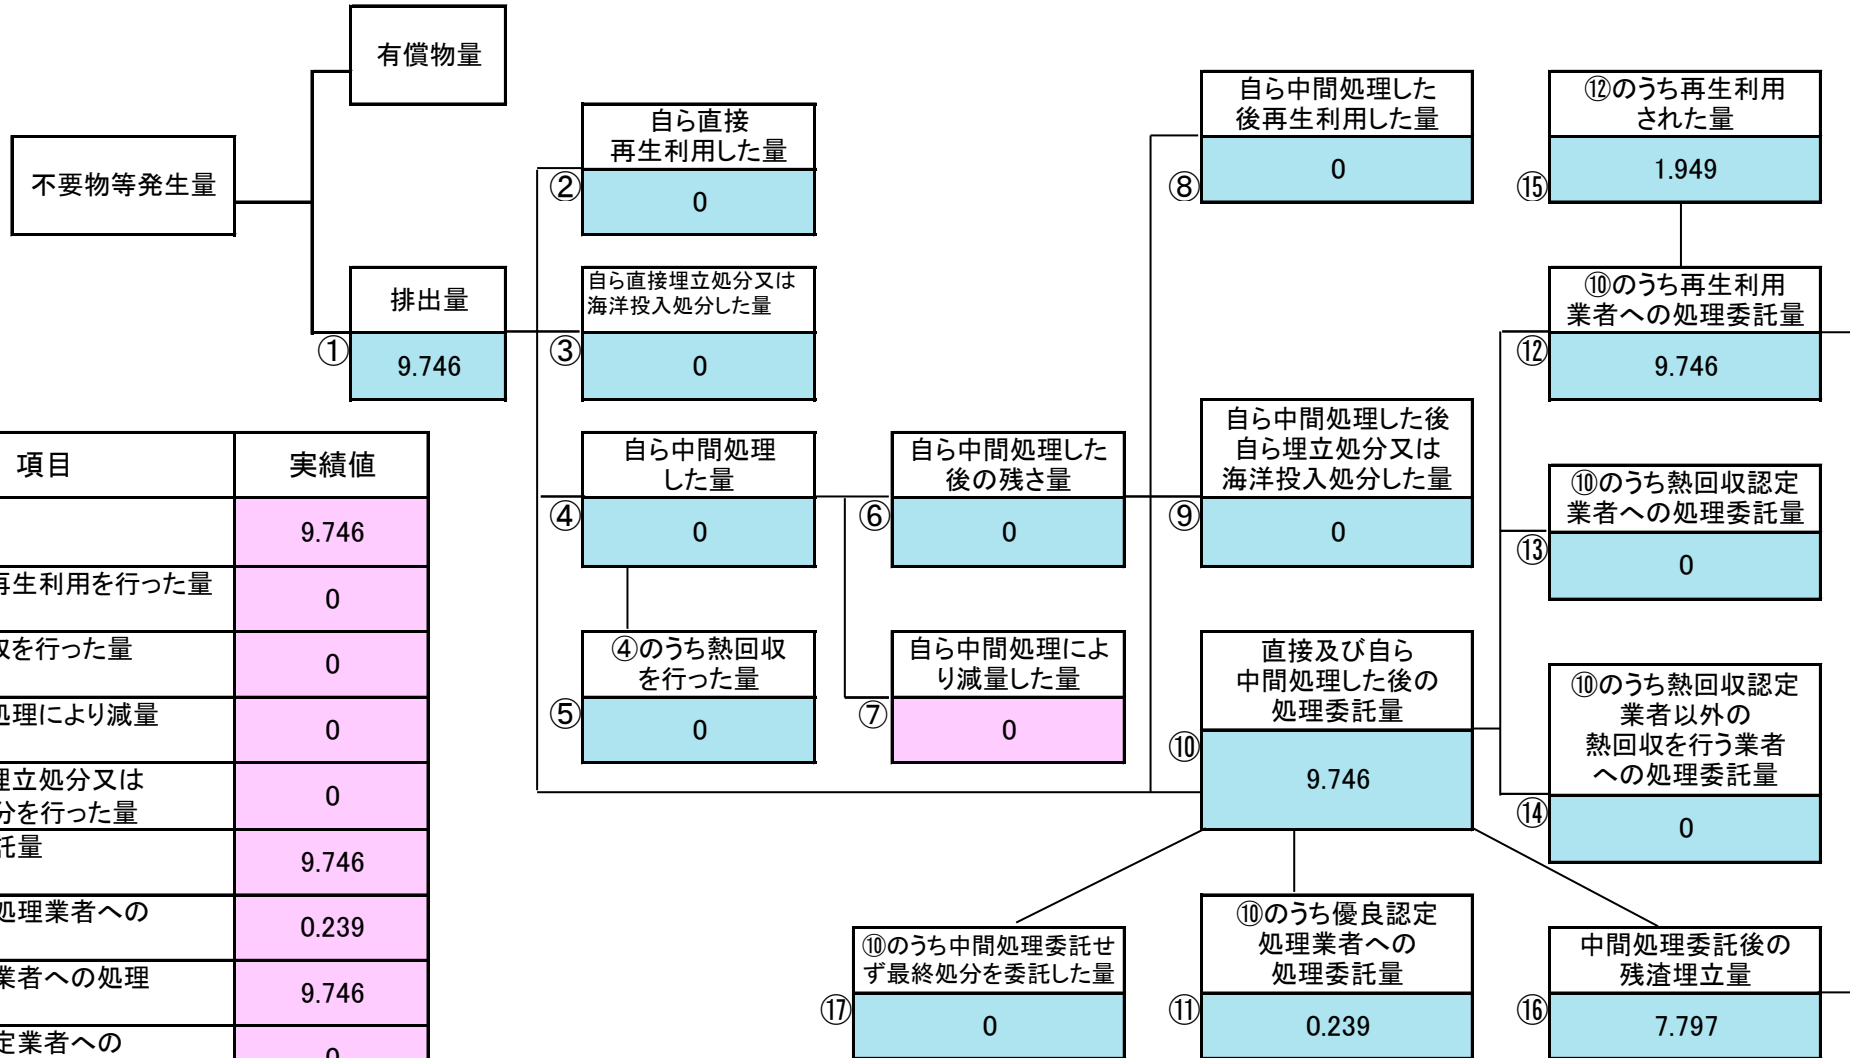 有償物量
不要物等発生量
排出量
①
9.746
自ら直接
再生利用した量
②
0
自ら直接埋立処分又は
海洋投入処分した量
③
0
自ら中間処理
した量
④
0
④のうち熱回収
を行った量
⑤
0
自ら中間処理した
後の残さ量
⑥
0
自ら中間処理によ
り減量した量
⑦
0
自ら中間処理した
後再生利用した量
⑧
0
自ら中間処理した後
自ら埋立処分又は
海洋投入処分した量
⑨
0
直接及び自ら
中間処理した後の
処理委託量
⑩
9.746
⑫のうち再生利用
された量
⑮
1.949
⑩のうち再生利用
業者への処理委託量
⑫
9.746
⑩のうち熱回収認定
業者への処理委託量
⑬
0
⑩のうち熱回収認定
業者以外の
熱回収を行う業者
への処理委託量
⑭
0
⑩のうち中間処理委託せ
ず最終処分を委託した量
⑰
0
⑩のうち優良認定
処理業者への
処理委託量
⑪
0.239
中間処理委託後の
残渣埋立量
⑯
7.797
項目 実績値
9.746
再生利用を行った量 0
収を行った量 0
処理により減量 0
埋立処分又は
分を行った量 0
託量 9.746
処理業者への 0.239
業者への処理 9.746
定業者への 0